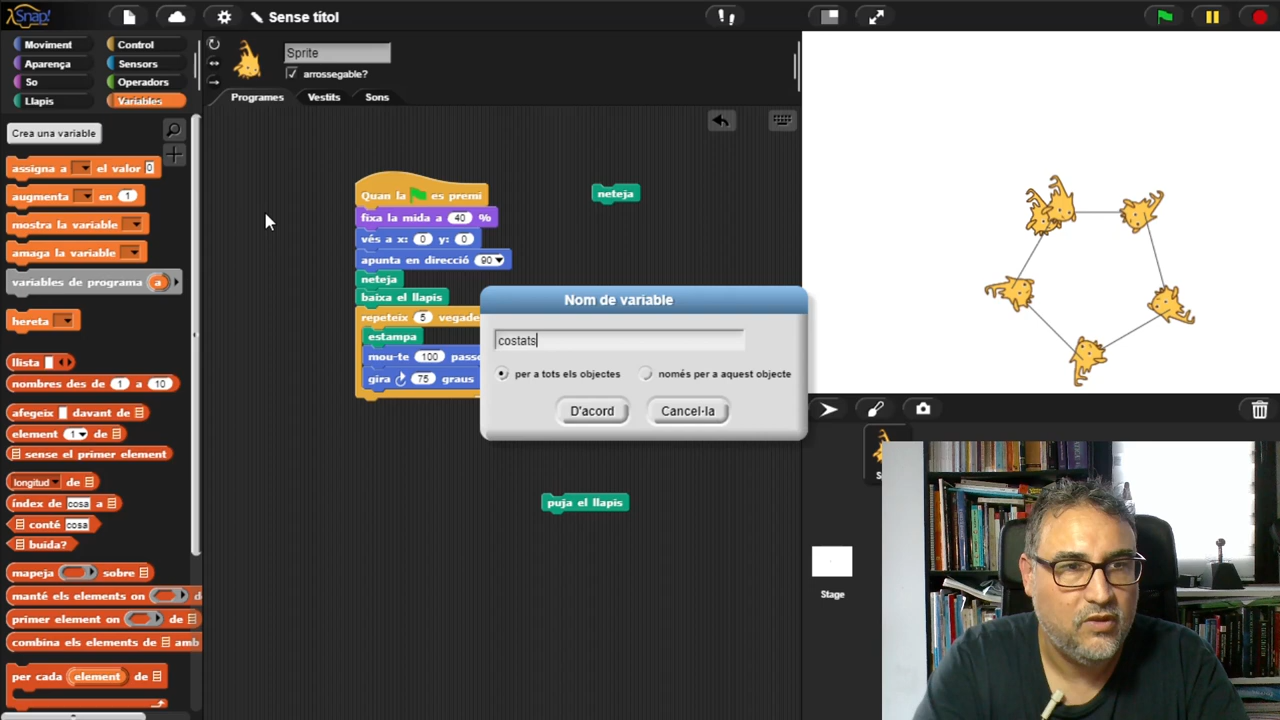 Snap!
Sense títol
Moviment
Control
Aparença
Sensors
So
Operadors
Llapis
Variables
Sprite
arrossegable?
Programes
Vestits
Sons
Crea una variable
assigna a el valor 0
augmenta en 1
mostra la variable
amaga la variable
variables de programa a
hereta
llista
nombres des de 1 a 10
afegeix davant de
element 1 de
sense el primer element
longitud de
índex de cosa a
conté cosa
buida?
mapeja sobre
manté els elements on
d
primer element on de
combina els elements de amb
per cada element de
Quan la es premi
fixa la mida a 40 %
vés a x: 0 y: 0
apunta en direcció 90
neteja
baixa el llapis
repeteix 5 vegade
estampa
mou-te 100 passe
gira 75 graus
neteja
puja el llapis
Nom de variable
costats
per a tots els objectes
només per a aquest objecte
D'acord
Cancel·la
S
Stage